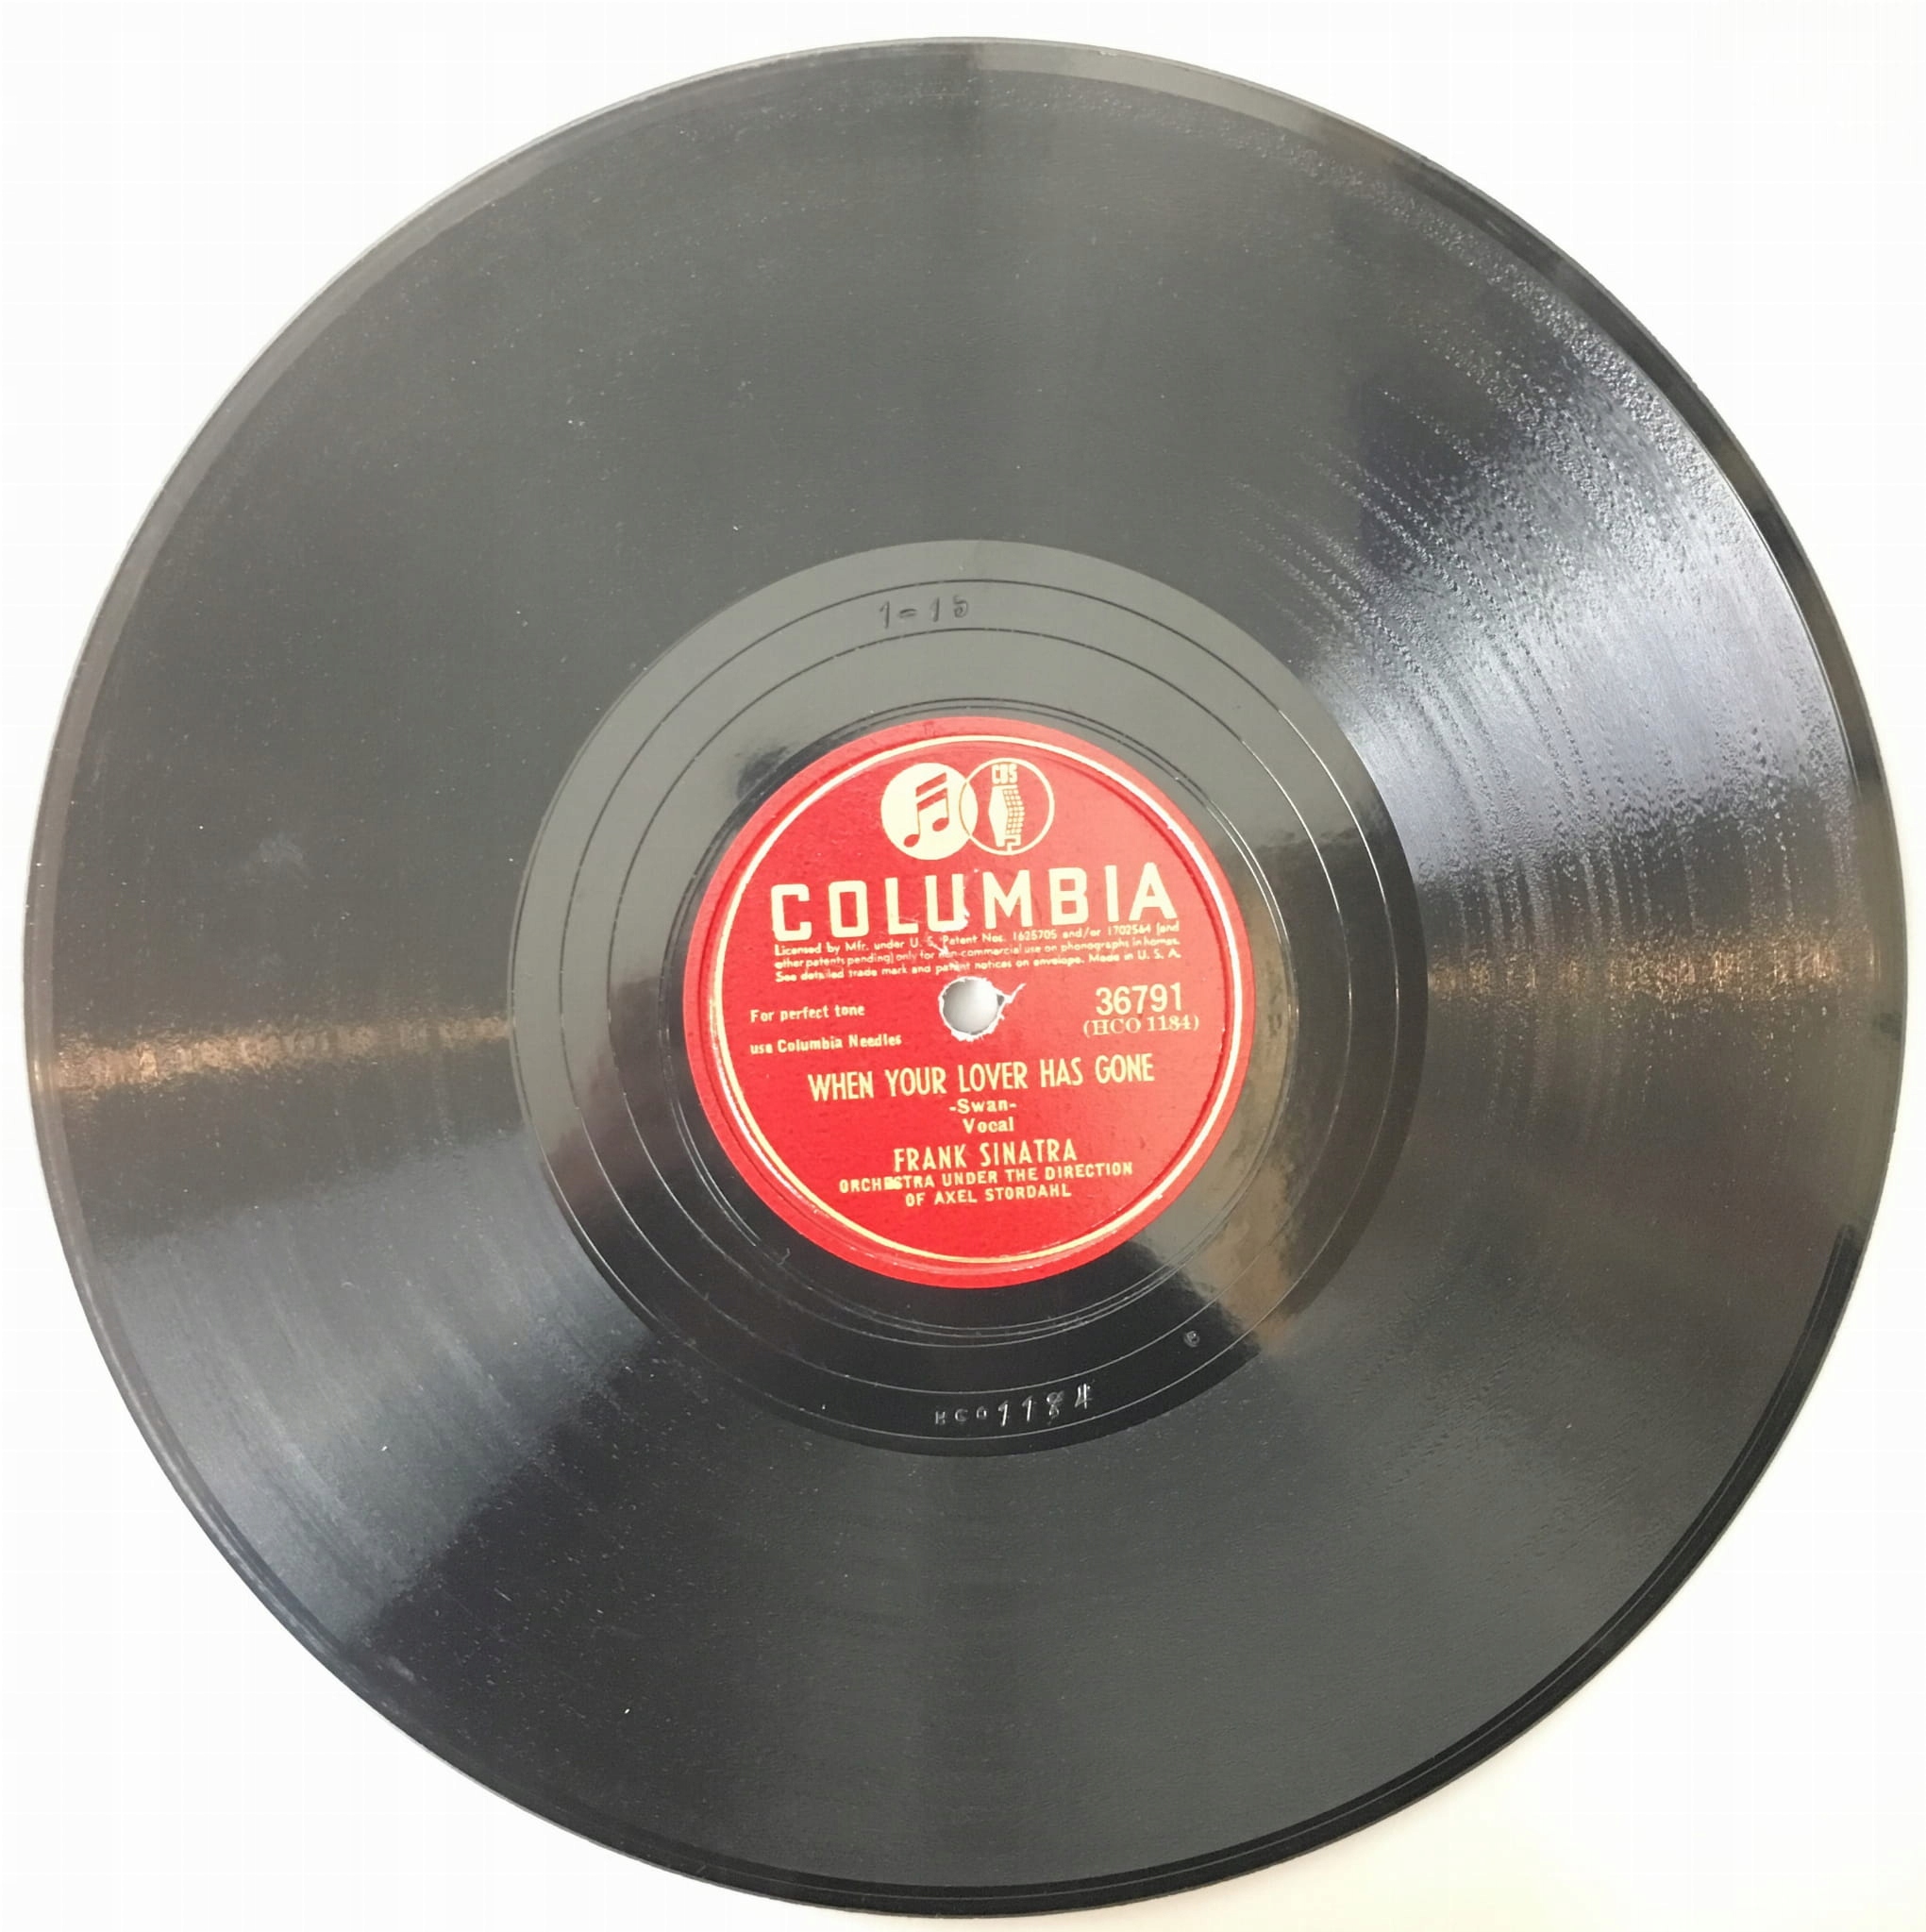 1-15
CBS
COLUMBIA
Licensed by Mfr. under U. S. Patent Nos. 1625705 and/or 1702564 (and
other patents pending) only for non-commercial use on phonographs in homes.
See detailed trade mark and patent notices on envelope. Made in U. S. A.
For perfect tone
use Columbia Needles
36791
(HCO 1184)
WHEN YOUR LOVER HAS GONE
-Swan-
Vocal
FRANK SINATRA
ORCHESTRA UNDER THE DIRECTION
OF AXEL STORDAHL
HCO1184